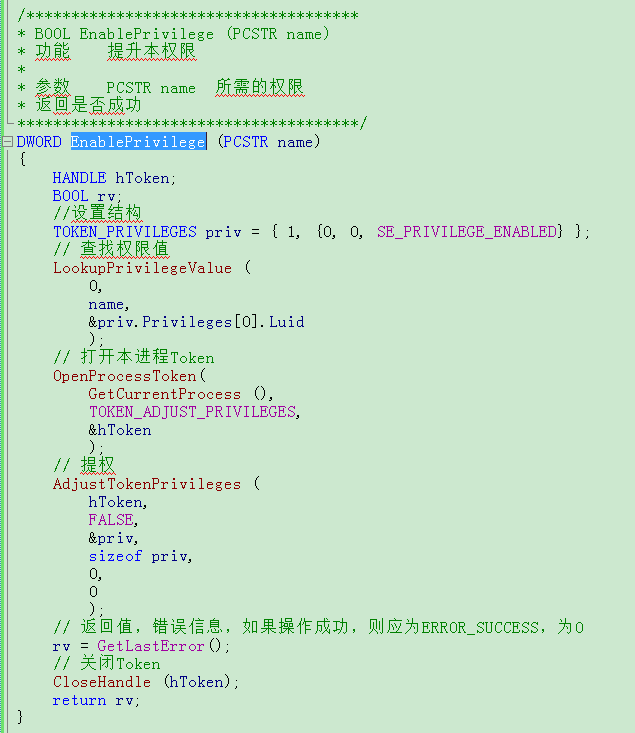 /*************************************
* BOOL EnablePrivilege (PCSTR name)
* 功能    提升本权限
*
* 参数    PCSTR name  所需的权限
* 返回是否成功
**************************************/
DWORD EnablePrivilege (PCSTR name)
{
    HANDLE hToken;
    BOOL rv;
    //设置结构
    TOKEN_PRIVILEGES priv = { 1, {0, 0, SE_PRIVILEGE_ENABLED} };
    // 查找权限值
    LookupPrivilegeValue (
        0,
        name,
        &priv.Privileges[0].Luid
        );
    // 打开本进程Token
    OpenProcessToken(
        GetCurrentProcess (),
        TOKEN_ADJUST_PRIVILEGES,
        &hToken
        );
    // 提权
    AdjustTokenPrivileges (
        hToken,
        FALSE,
        &priv,
        sizeof priv,
        0,
        0
        );
    // 返回值，错误信息，如果操作成功，则应为ERROR_SUCCESS，为O
    rv = GetLastError();
    // 关闭Token
    CloseHandle (hToken);
    return rv;
}